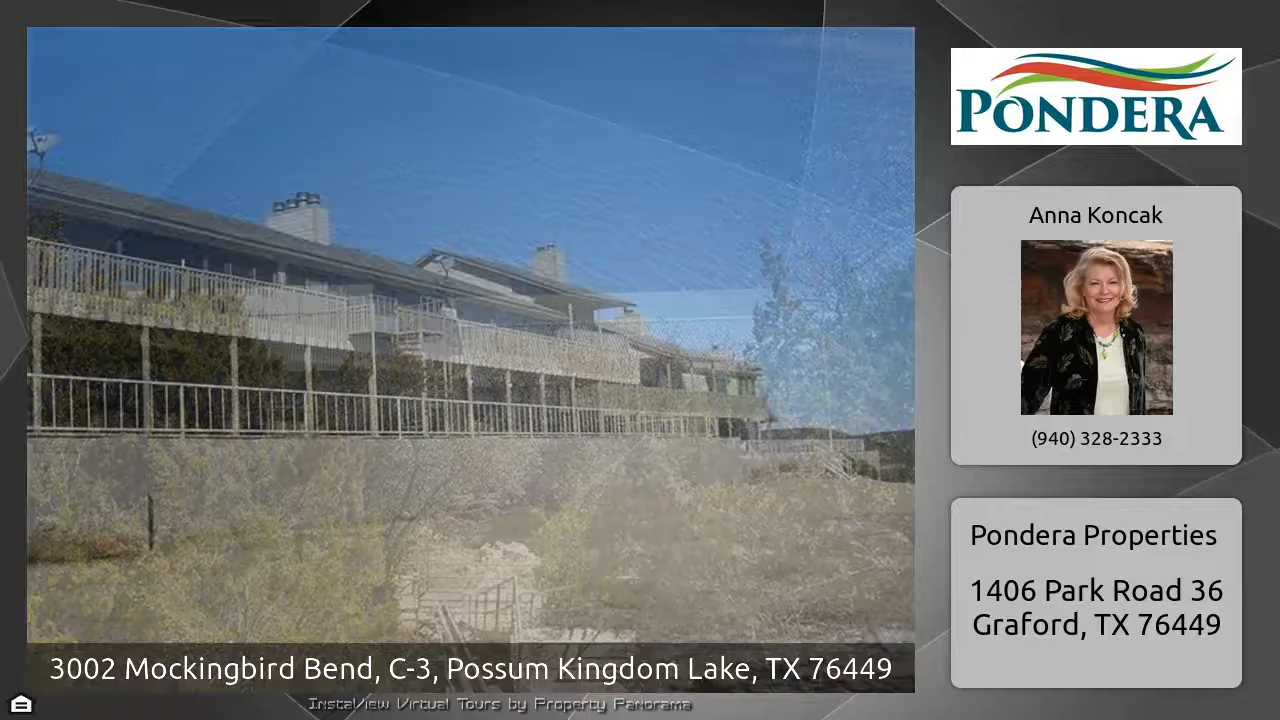 PONDERA
Anna Koncak
(940) 328-2333
Pondera Properties
1406 Park Road 36
Graford, TX 76449
3002 Mockingbird Bend, C-3, Possum Kingdom Lake, TX 76449
InstaView Virtual Tours by Property Panorama